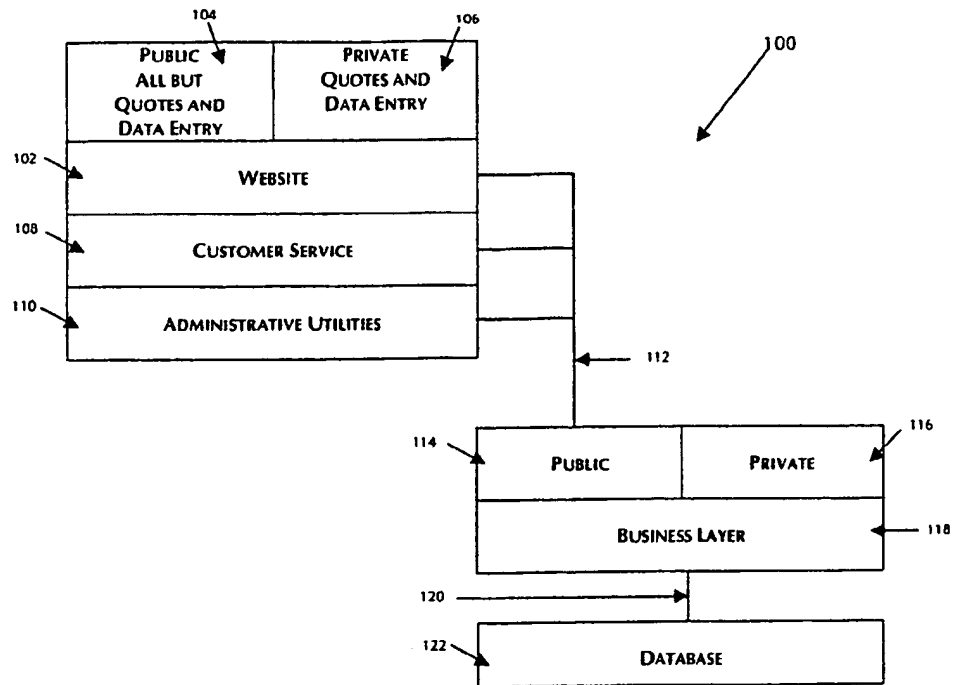 104
106
100
PUBLIC
ALL BUT
QUOTES AND
DATA ENTRY
PRIVATE
QUOTES AND
DATA ENTRY
102
WEBSITE
108
CUSTOMER SERVICE
110
ADMINISTRATIVE UTILITIES
112
114
PUBLIC
PRIVATE
116
BUSINESS LAYER
118
120
122
DATABASE